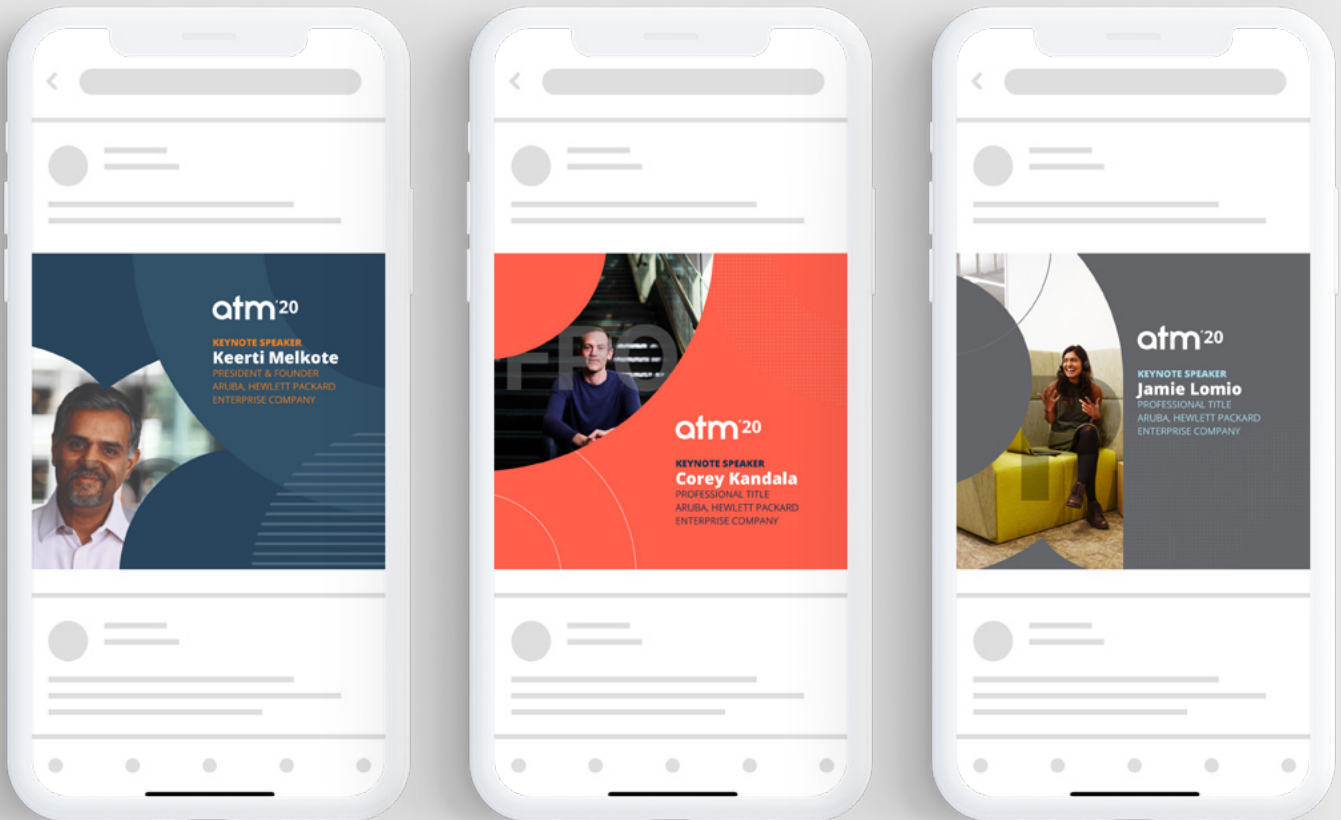 atm'20
KEYNOTE SPEAKER
Keerti Melkote
PRESIDENT & FOUNDER
ARUBA, HEWLETT PACKARD
ENTERPRISE COMPANY
FPO
atm'20
KEYNOTE SPEAKER
Corey Kandala
PROFESSIONAL TITLE
ARUBA, HEWLETT PACKARD
ENTERPRISE COMPANY
atm'20
KEYNOTE SPEAKER
Jamie Lomio
PROFESSIONAL TITLE
ARUBA, HEWLETT PACKARD
ENTERPRISE COMPANY